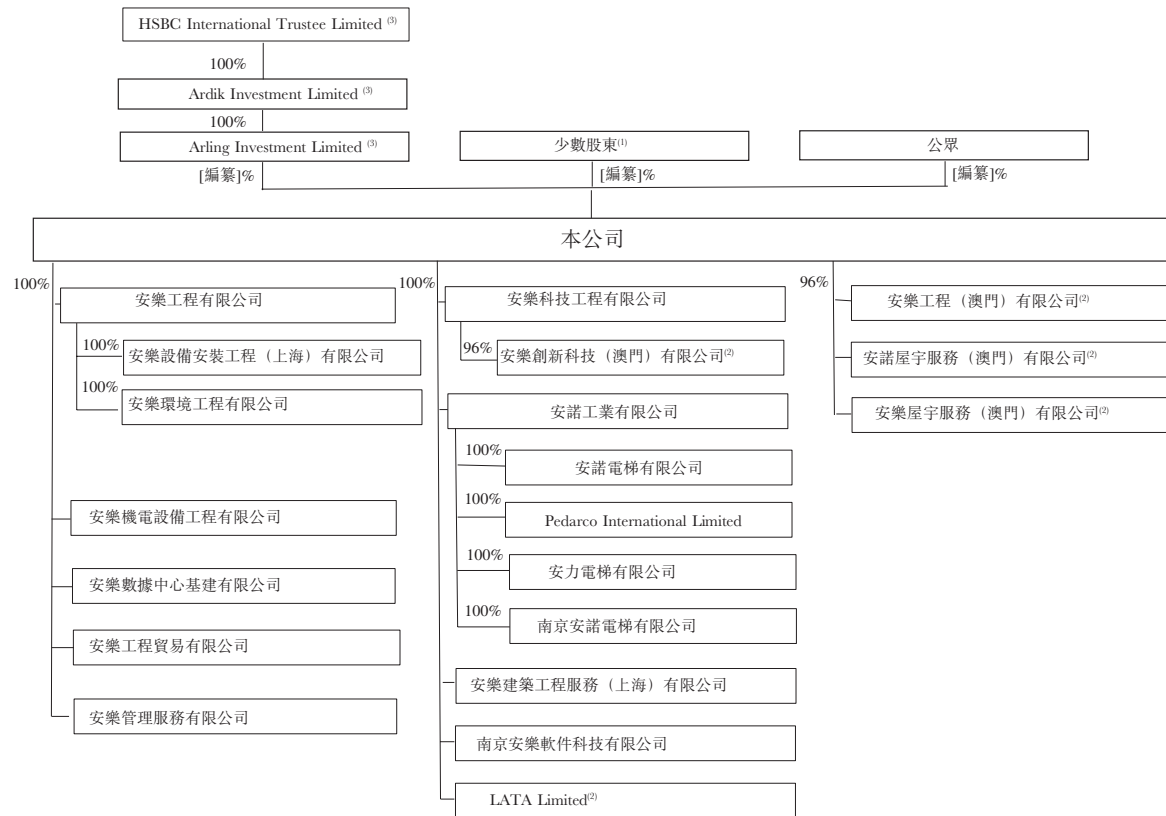 HSBC International Trustee Limited (3)
100%
Ardik Investment Limited (3)
100%
Arling Investment Limited (3)
少數股東(1)
公眾
[編纂]%
[編纂]%
[編纂]%
本公司
100%
100%
96%
安樂工程有限公司
安樂科技工程有限公司
安樂工程（澳門）有限公司(2)
100%
安樂設備安裝工程（上海）有限公司
96%
安樂創新科技（澳門）有限公司(2)
安諾屋宇服務（澳門）有限公司(2)
100%
安樂環境工程有限公司
安諾工業有限公司
安樂屋宇服務（澳門）有限公司(2)
100%
安諾電梯有限公司
安樂機電設備工程有限公司
100%
Pedarco International Limited
安樂數據中心基建有限公司
100%
安力電梯有限公司
100%
南京安諾電梯有限公司
安樂工程貿易有限公司
安樂建築工程服務（上海）有限公司
安樂管理服務有限公司
南京安樂軟件科技有限公司
LATA Limited(2)